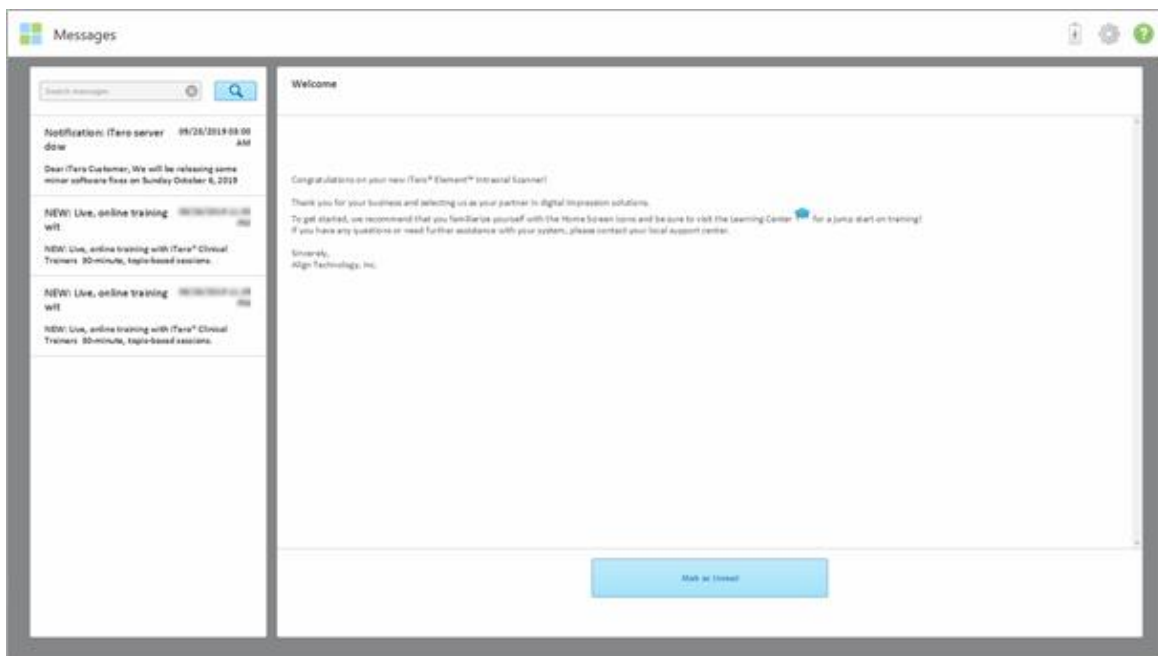 Messages
Search messages
Notification: iTero server
dow
09/28/2019 03:00
AM
Dear iTero Customer, We will be releasing some
minor software fixes on Sunday October 6, 2019
NEW: Live, online training
wit
PM
NEW: Live, online training with iTero® Clinical
Trainers 30-minute, topic-based sessions.
NEW: Live, online training
wit
PM
NEW: Live, online training with iTero® Clinical
Trainers 30-minute, topic-based sessions.
Welcome
Congratulations on your new iTero® Element™ Intraoral Scanner!
Thank you for your business and selecting us as your partner in digital impression solutions.
To get started, we recommend that you familiarize yourself with the Home Screen icons and be sure to visit the Learning Center for a jump start on training!
If you have any questions or need further assistance with your system, please contact your local support center.
Sincerely,
Align Technology, Inc.
Mark as Unread